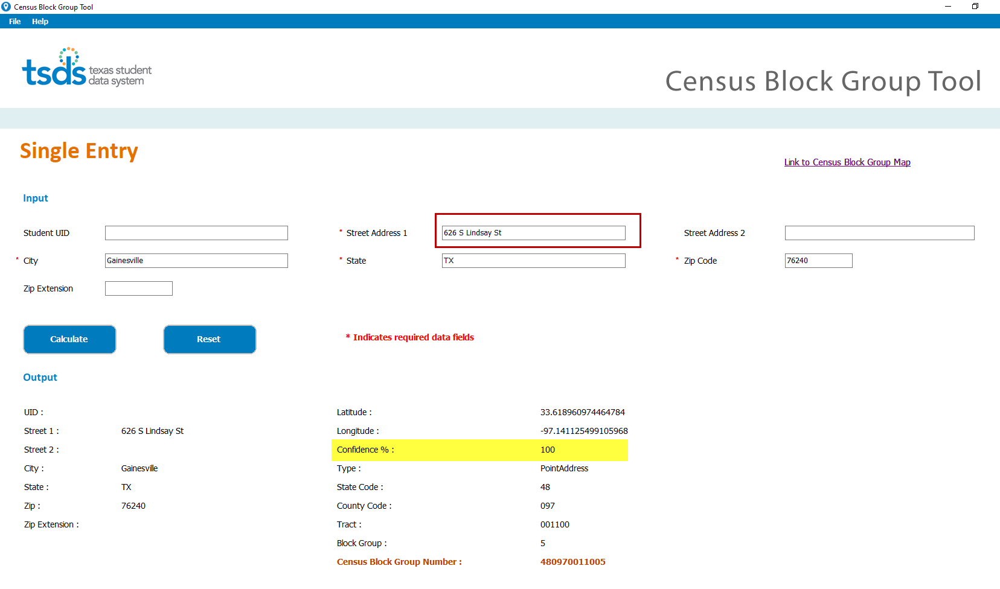 Census Block Group Tool
File Help
tsds texas student
data system
Census Block Group Tool
Single Entry
Link to Census Block Group Map
Input
Student UID
* Street Address 1 626 S Lindsay St
Street Address 2
* City Gainesville
* State TX
* Zip Code 76240
Zip Extension
Calculate
Reset
* Indicates required data fields
Output
UID :
Latitude : 33.618960974464784
Street 1 : 626 S Lindsay St
Longitude : -97.141125499105968
Street 2 :
Confidence % : 100
City : Gainesville
Type : PointAddress
State : TX
State Code : 48
Zip : 76240
County Code : 097
Zip Extension :
Tract : 001100
Block Group : 5
Census Block Group Number : 480970011005